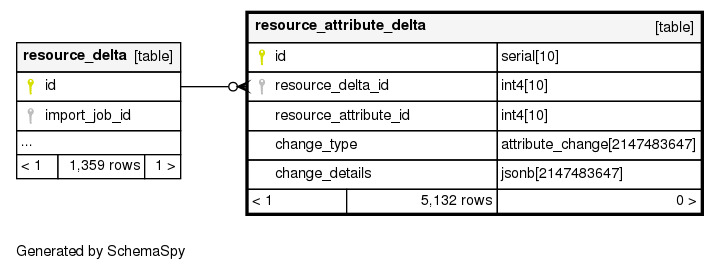 resource_delta [table]
id
import_job_id
...
< 1 1,359 rows 1 >
resource_attribute_delta [table]
id serial[10]
resource_delta_id int4[10]
resource_attribute_id int4[10]
change_type attribute_change[2147483647]
change_details jsonb[2147483647]
< 1 5,132 rows 0 >
Generated by SchemaSpy